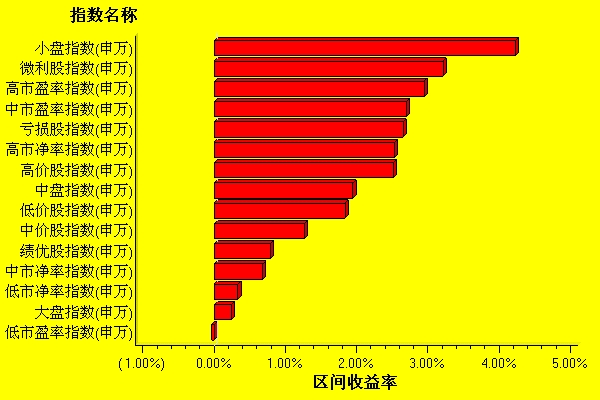 指数名称
小盘指数(申万)
微利股指数(申万)
高市盈率指数(申万)
中市盈率指数(申万)
亏损股指数(申万)
高市净率指数(申万)
高价股指数(申万)
中盘指数(申万)
低价股指数(申万)
中价股指数(申万)
绩优股指数(申万)
中市净率指数(申万)
低市净率指数(申万)
大盘指数(申万)
低市盈率指数(申万)
(1.00%) 0.00% 1.00% 2.00% 3.00% 4.00% 5.00%
区间收益率